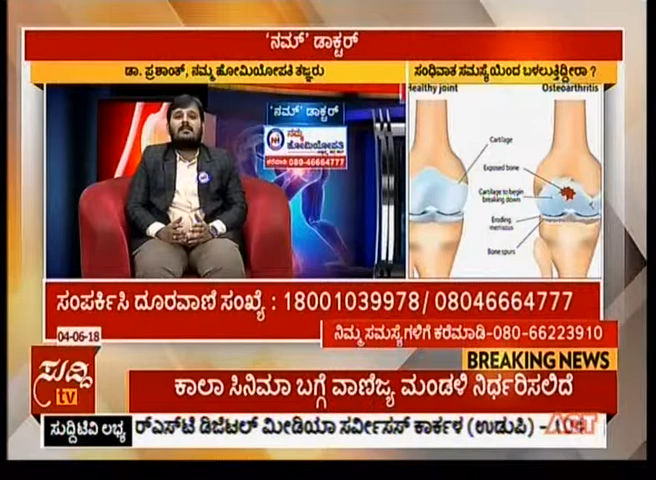 ‘ನಮ್’ ಡಾಕ್ಟರ್
ಡಾ. ಪ್ರಶಾಂತ್, ನಮ್ಮ ಹೋಮಿಯೋಪತಿ ತಜ್ಞರು
ಸಂಧಿವಾತ ಸಮಸ್ಯೆಯಿಂದ ಬಳಲುತ್ತಿದ್ದೀರಾ ?
‘ನಮ್’ ಡಾಕ್ಟರ್
ನಮ್ಮ
ಹೋಮಿಯೋಪತಿ
080-46664777
Healthy joint
Osteoarthritis
Cartilage
Exposed bone
Cartilage to begin
breaking down
Eroding
meniscus
Bone spurs
ಸಂಪರ್ಕಿಸಿ ದೂರವಾಣಿ ಸಂಖ್ಯೆ : 18001039978/ 08046664777
04-06-18
ನಿಮ್ಮ ಸಮಸ್ಯೆಗಳಿಗೆ ಕರೆಮಾಡಿ-080-66223910
ಸುದ್ದಿ
tv
BREAKING NEWS
ಕಾಲಾ ಸಿನಿಮಾ ಬಗ್ಗೆ ವಾಣಿಜ್ಯ ಮಂಡಳಿ ನಿರ್ಧರಿಸಲಿದೆ
ಸುದ್ದಿಟಿವಿ ಲಭ್ಯ
ರ್ಎಸ್‌ಟಿ ಡಿಜಿಟಲ್ ಮೀಡಿಯಾ ಸರ್ವೀಸಸ್ ಕಾರ್ಕಳ (ಉಡುಪಿ) - 104